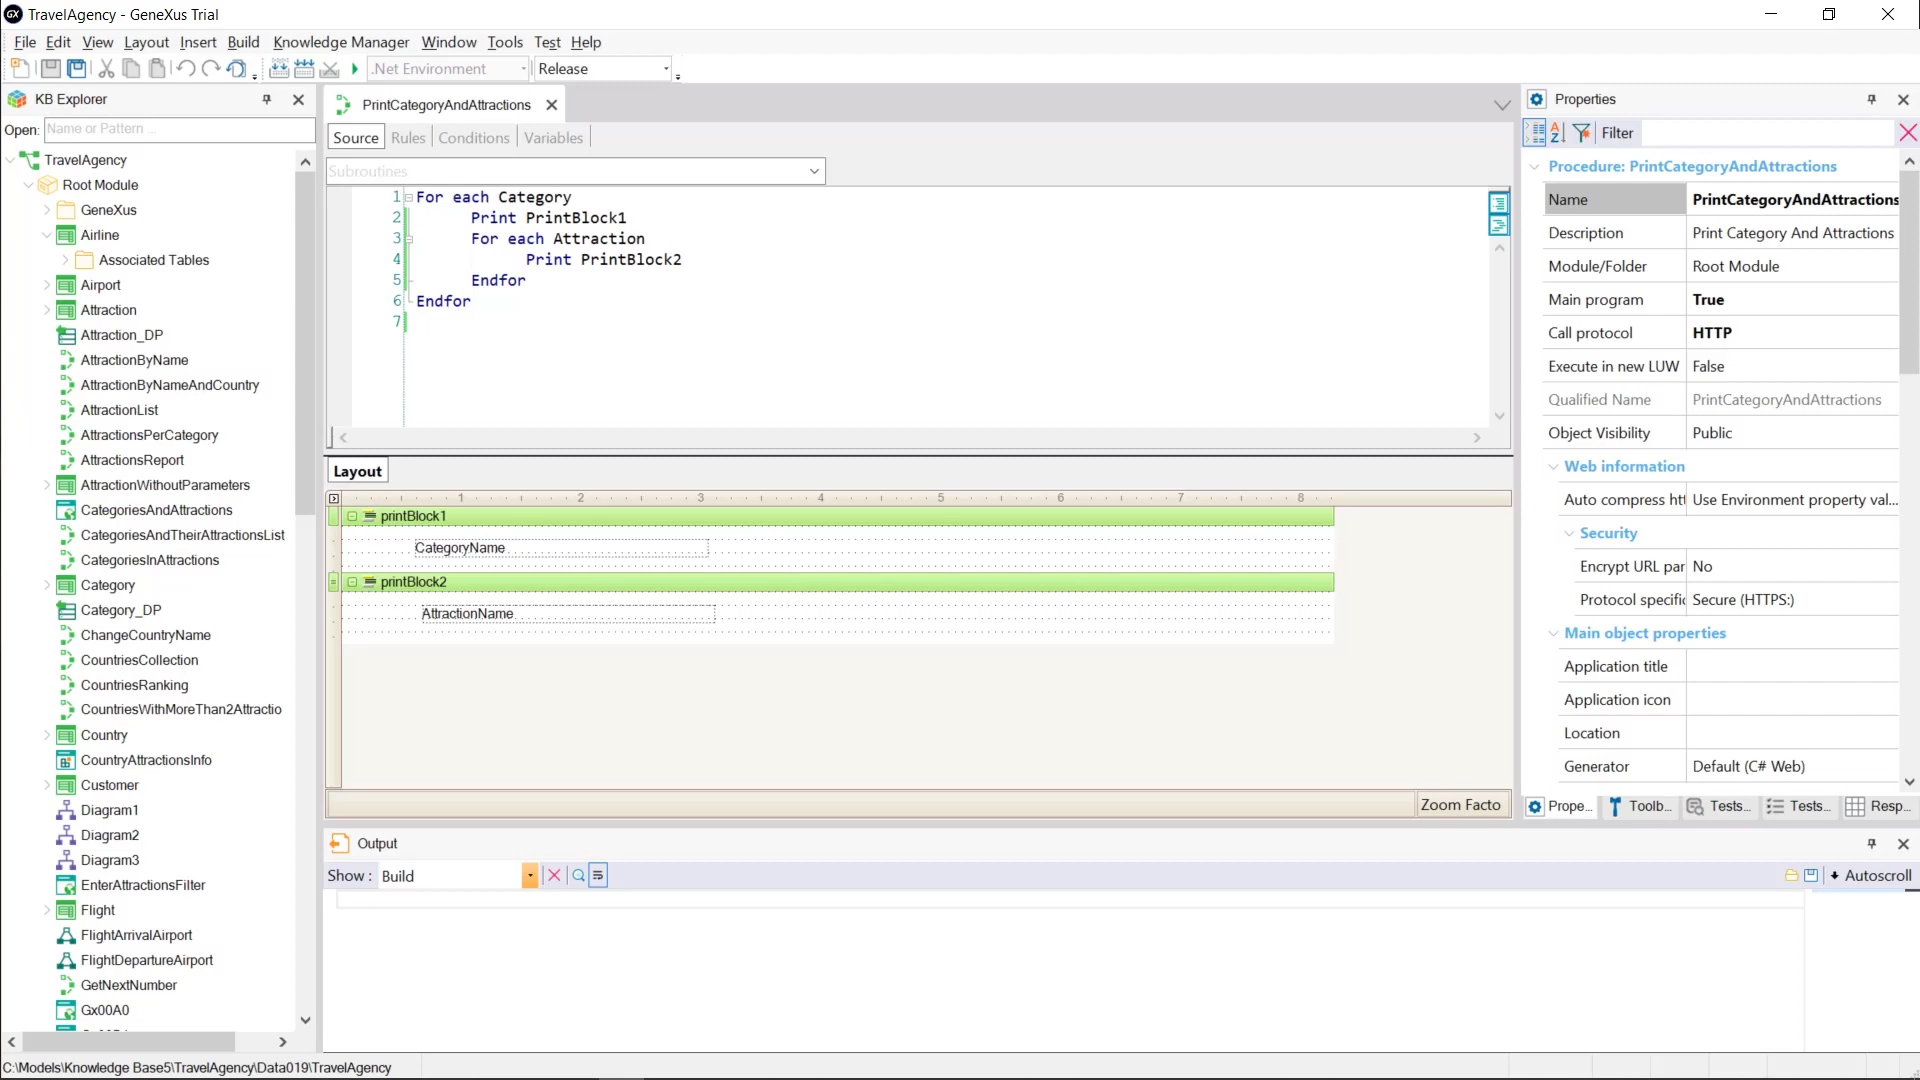 TravelAgency - GeneXus Trial
File Edit View Layout Insert Build Knowledge Manager Window Tools Test Help
.Net Environment Release
KB Explorer
Open: Name or Pattern ...
TravelAgency
Root Module
GeneXus
Airline
Associated Tables
Airport
Attraction
Attraction_DP
AttractionByName
AttractionByNameAndCountry
AttractionList
AttractionsPerCategory
AttractionsReport
AttractionWithoutParameters
CategoriesAndAttractions
CategoriesAndTheirAttractionsList
CategoriesInAttractions
Category
Category_DP
ChangeCountryName
CountriesCollection
CountriesRanking
CountriesWithMoreThan2Attractio
Country
CountryAttractionsInfo
Customer
Diagram1
Diagram2
Diagram3
EnterAttractionsFilter
Flight
FlightArrivalAirport
FlightDepartureAirport
GetNextNumber
Gx00A0
PrintCategoryAndAttractions
Source Rules Conditions Variables
Subroutines
1 For each Category
2 Print PrintBlock1
3 For each Attraction
4 Print PrintBlock2
5 Endfor
6 Endfor
7
Layout
1 2 3 4 5 6 7 8
printBlock1
CategoryName
printBlock2
AttractionName
Zoom Facto
Output
Show : Build
Autoscroll
Properties
Filter
Procedure: PrintCategoryAndAttractions
Name PrintCategoryAndAttractions
Description Print Category And Attractions
Module/Folder Root Module
Main program True
Call protocol HTTP
Execute in new LUW False
Qualified Name PrintCategoryAndAttractions
Object Visibility Public
Web information
Auto compress htt Use Environment property val...
Security
Encrypt URL par No
Protocol specific Secure (HTTPS:)
Main object properties
Application title
Application icon
Location
Generator Default (C# Web)
Prope... Toolb... Tests... Tests... Resp...
C:\Models\Knowledge Base5\TravelAgency\Data019\TravelAgency